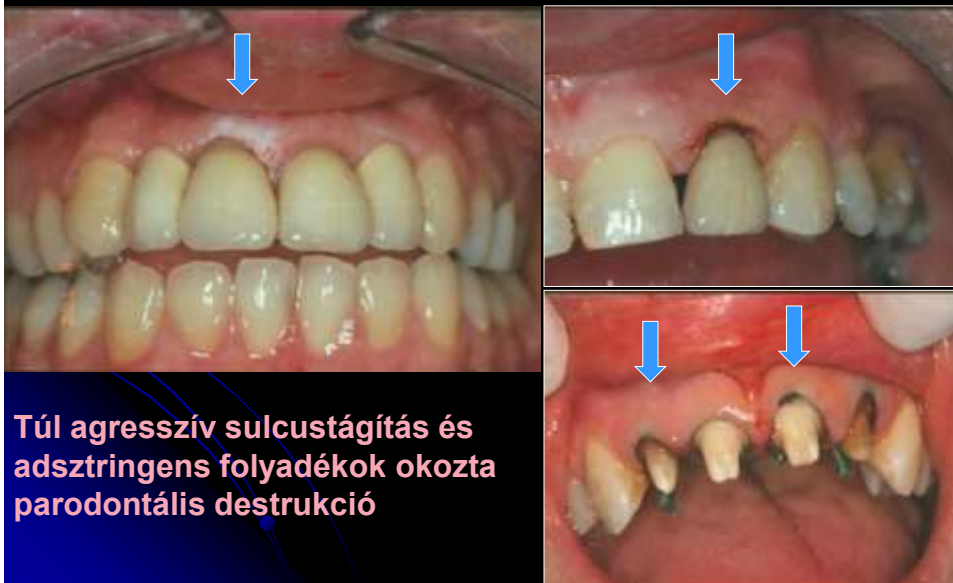 Túl agresszív sulcustágítás és
adsztringens folyadékok okozta
parodontális destrukció